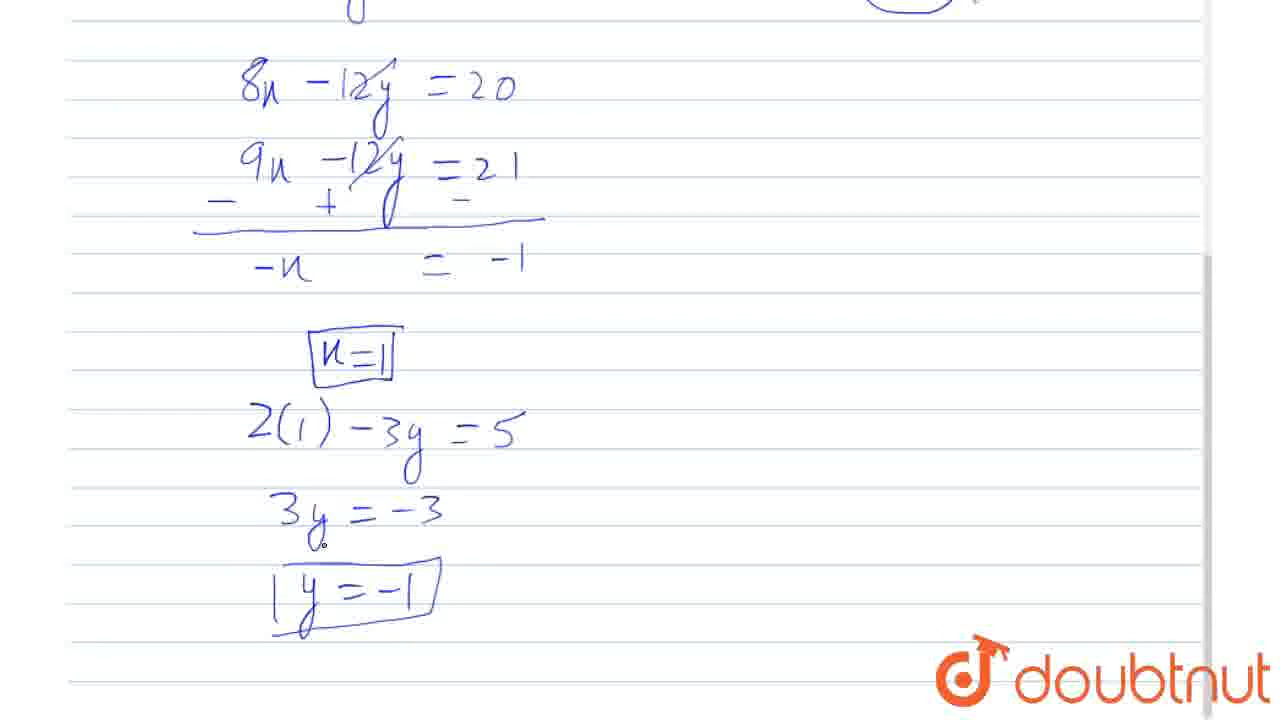 8x - 12y = 20
9x - 12y = 21
- + -
-x = -1
x = 1
2(1) - 3y = 5
3y = -3
y = -1
doubtnut